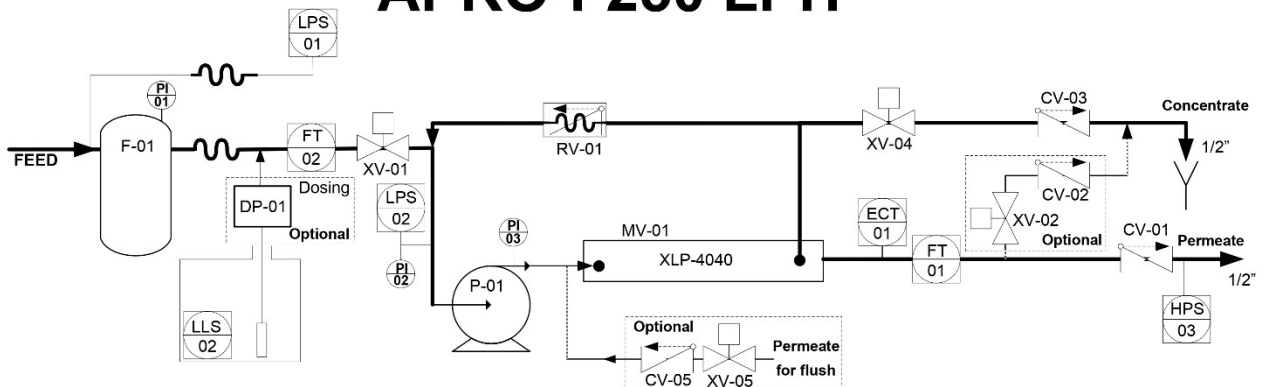 LPS
01
PI
01
CV-03
Concentrate
F-01
FT
02
RV-01
XV-04
FEED
XV-01
1/2"
Dosing
LPS
02
CV-02
DP-01
PI
03
ECT
01
XV-02
CV-01
Optional
MV-01
Optional
Permeate
XLP-4040
FT
01
PI
02
P-01
1/2"
HPS
03
LLS
02
Optional
Permeate
for flush
CV-05
XV-05